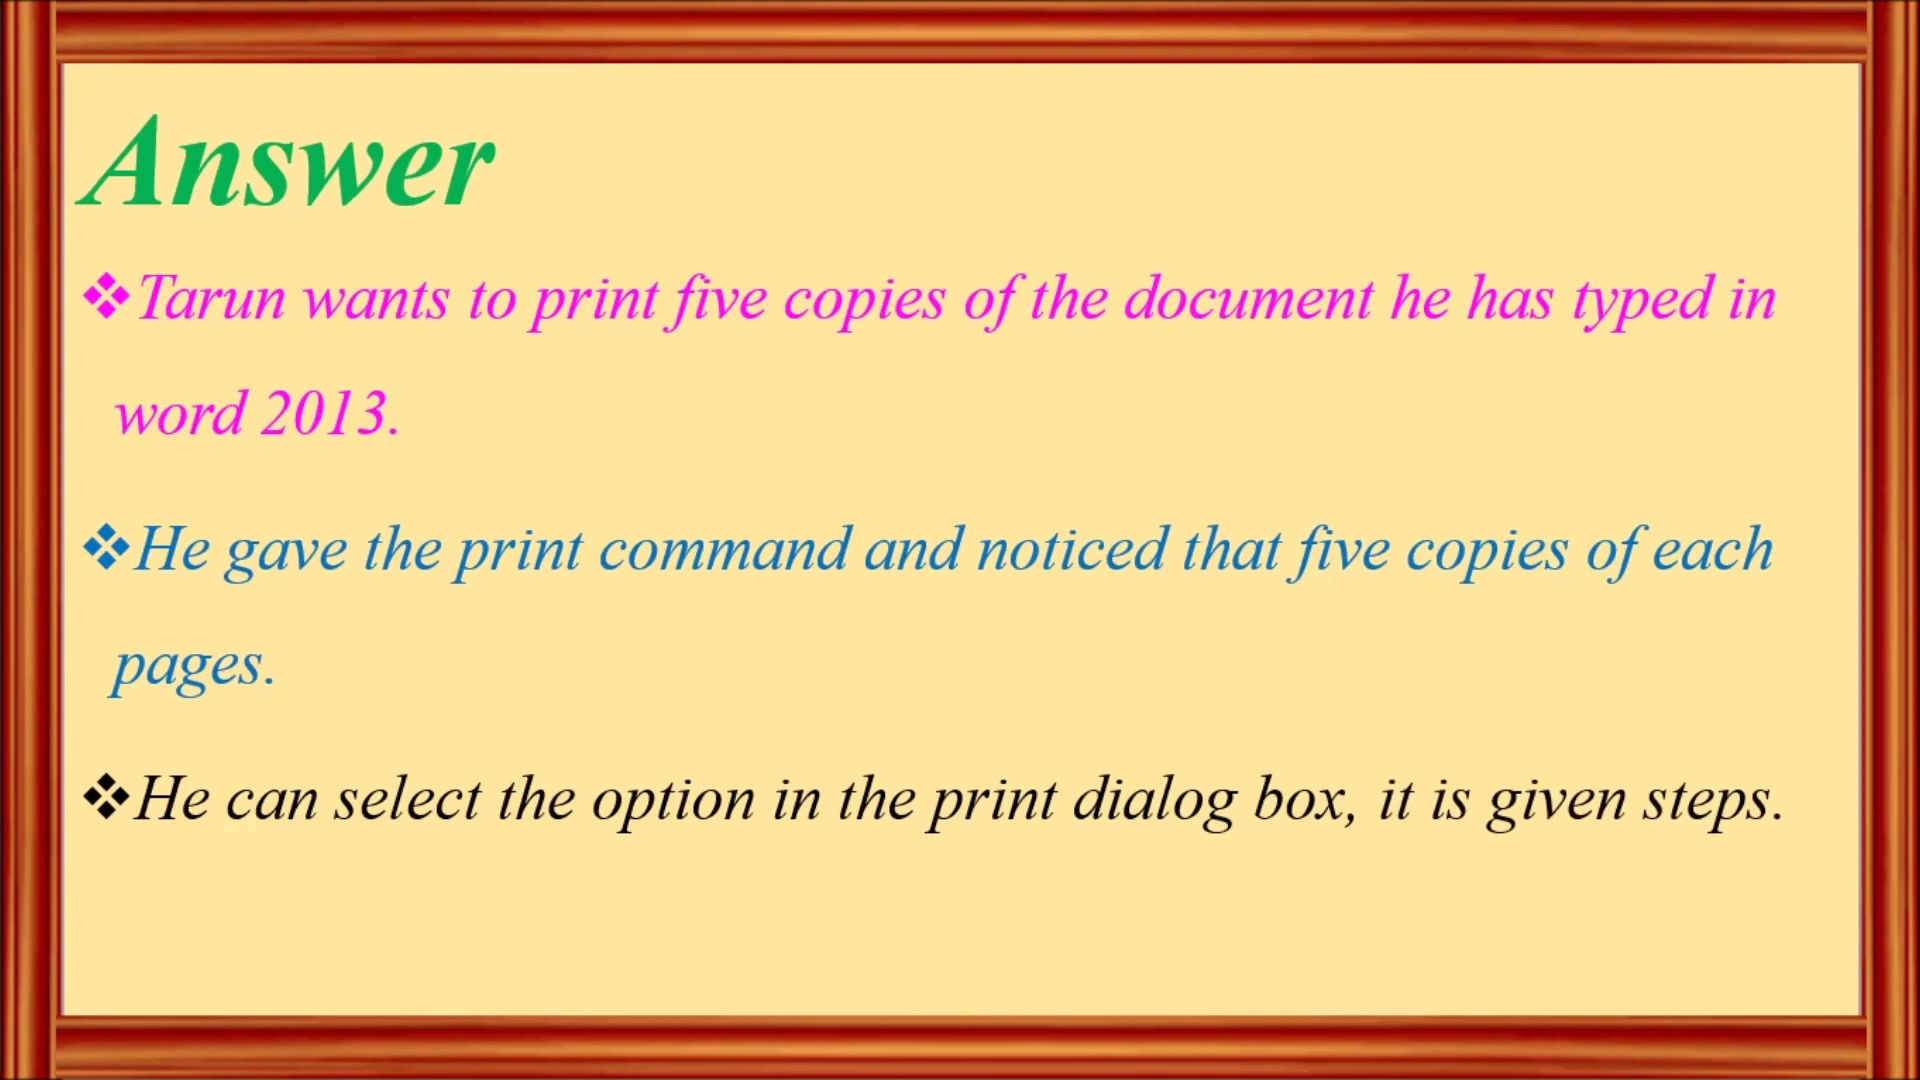 Answer
❖Tarun wants to print five copies of the document he has typed in
word 2013.
❖He gave the print command and noticed that five copies of each
pages.
❖He can select the option in the print dialog box, it is given steps.